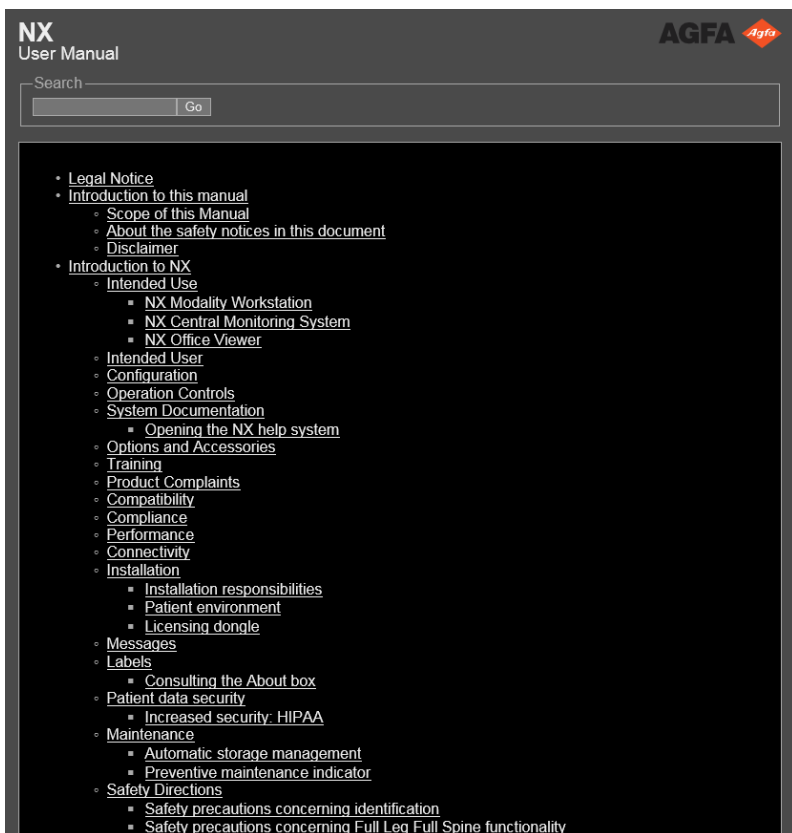 NX
AGFA
Agfa
User Manual
Search
Go
• Legal Notice
• Introduction to this manual
◦ Scope of this Manual
◦ About the safety notices in this document
◦ Disclaimer
• Introduction to NX
◦ Intended Use
▪ NX Modality Workstation
▪ NX Central Monitoring System
▪ NX Office Viewer
◦ Intended User
◦ Configuration
◦ Operation Controls
◦ System Documentation
▪ Opening the NX help system
◦ Options and Accessories
◦ Training
◦ Product Complaints
◦ Compatibility
◦ Compliance
◦ Performance
◦ Connectivity
◦ Installation
▪ Installation responsibilities
▪ Patient environment
▪ Licensing dongle
◦ Messages
◦ Labels
▪ Consulting the About box
◦ Patient data security
▪ Increased security: HIPAA
◦ Maintenance
▪ Automatic storage management
▪ Preventive maintenance indicator
◦ Safety Directions
▪ Safety precautions concerning identification
▪ Safety precautions concerning Full Leg Full Spine functionality